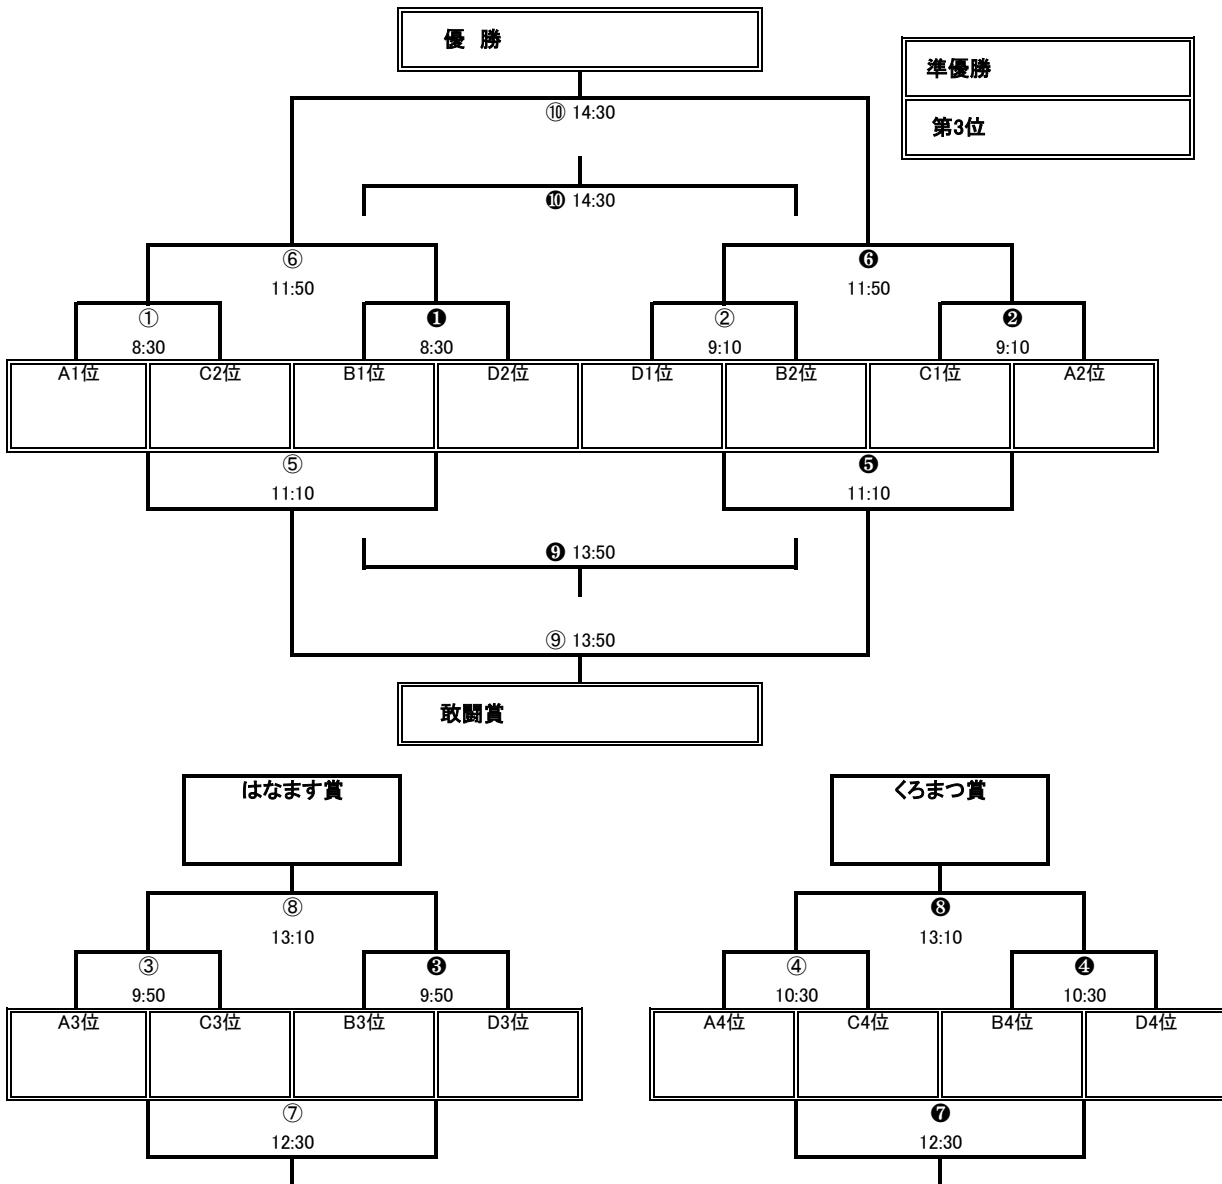 優 勝
準優勝
第3位
⑩ 14:30
❿ 14:30
⑥ ❻
11:50 11:50
① ❶ ② ❷
8:30 8:30 9:10 9:10
A1位 C2位 B1位 D2位 D1位 B2位 C1位 A2位
⑤ ❺
11:10 11:10
❾ 13:50
⑨ 13:50
敢闘賞
はなます賞 くろまつ賞
⑧ ❽
13:10 13:10
③ ❸ ④ ❹
9:50 9:50 10:30 10:30
A3位 C3位 B3位 D3位 A4位 C4位 B4位 D4位
⑦ ❼
12:30 12:30